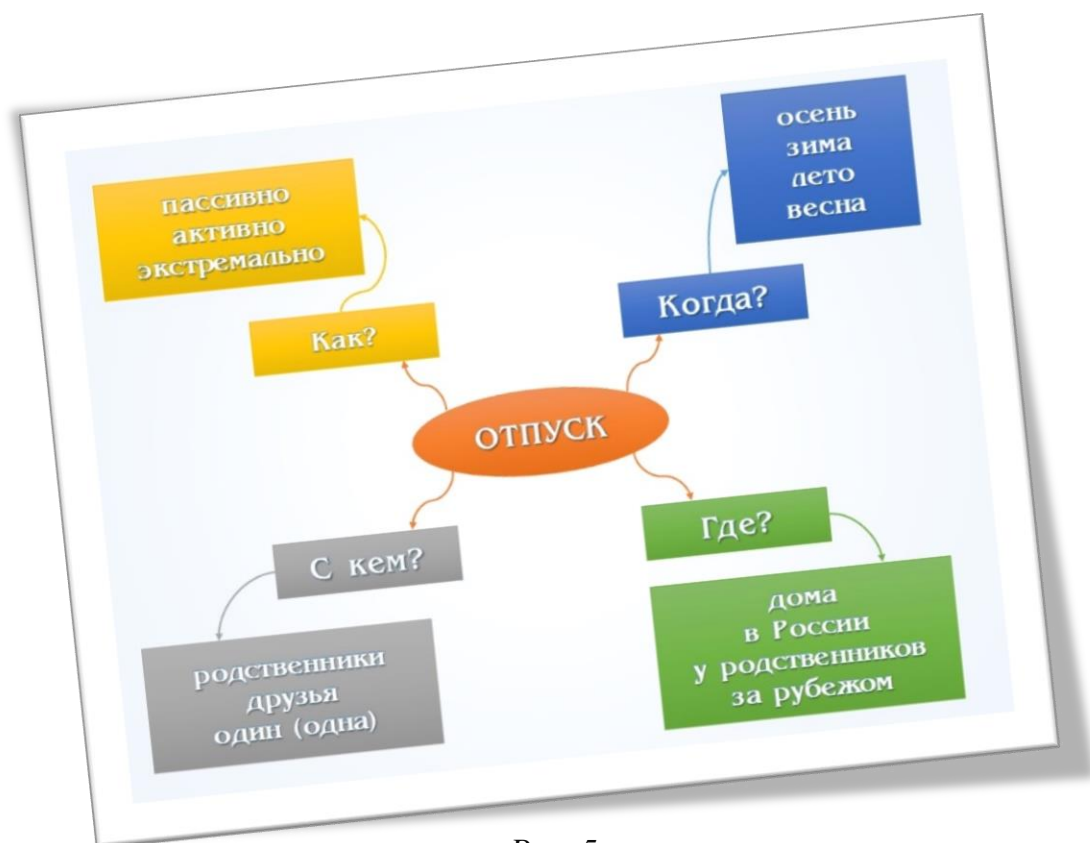 пассивно
активно
экстремально
Как?
осень
зима
лето
весна
Когда?
ОТПУСК
С кем?
родственники
друзья
один (одна)
Где?
дома
в России
у родственников
за рубежом